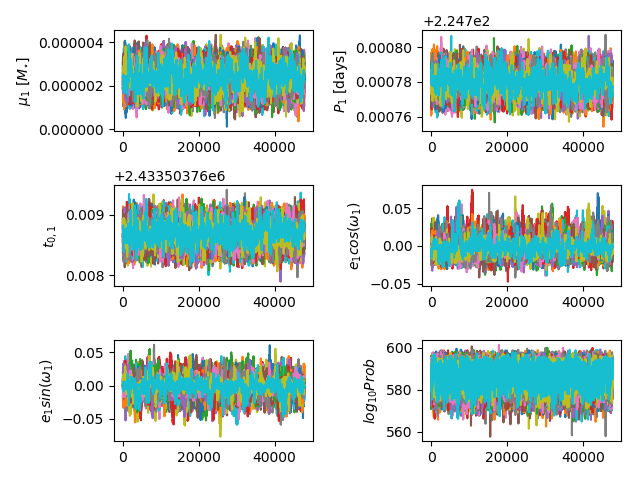 +2.247e2
0.000004
0.000002
0.000000
μ₁ [M⋆]
0 20000 40000
0.00080
0.00078
0.00076
P₁ [days]
0 20000 40000
+2.43350376e6
0.009
0.008
t₀,₁
0 20000 40000
0.05
0.00
−0.05
e₁cos(ω₁)
0 20000 40000
0.05
0.00
−0.05
e₁sin(ω₁)
0 20000 40000
600
580
560
log₁₀Prob
0 20000 40000